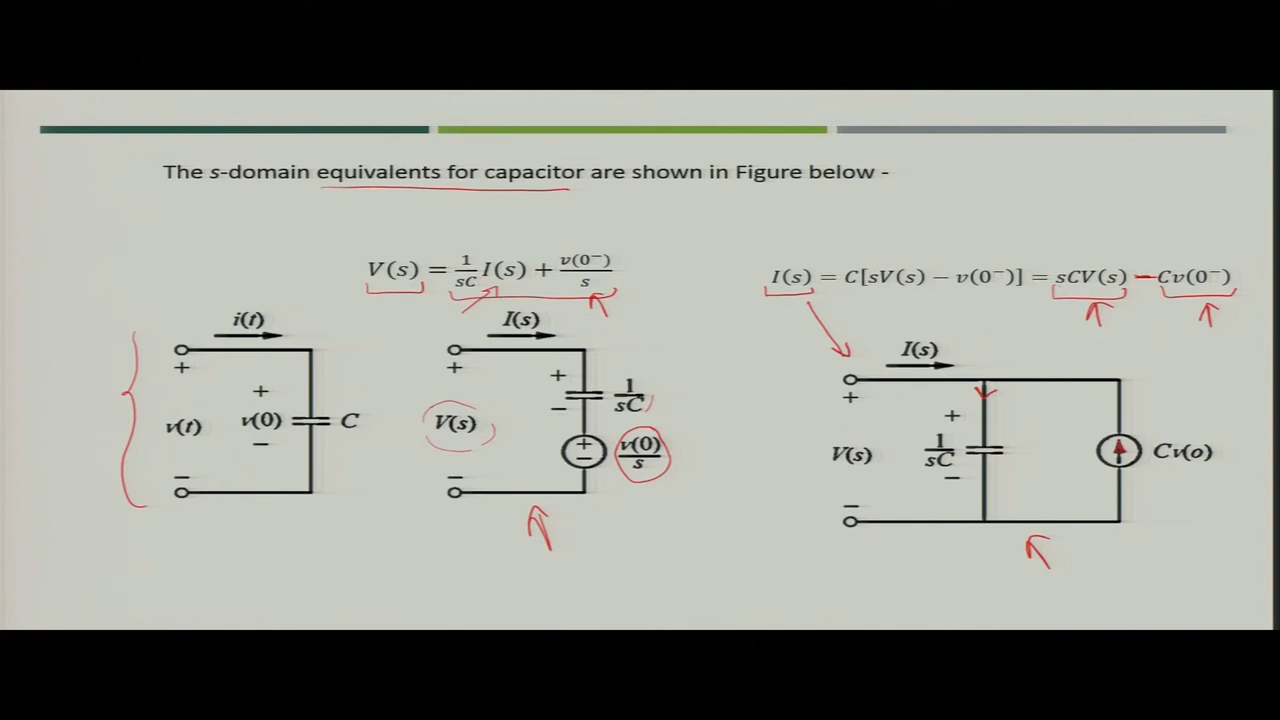 The s-domain equivalents for capacitor are shown in Figure below -
V(s) = 1/sC I(s) + v(0⁻)/s
I(s) = C[sV(s) − v(0⁻)] = sCV(s) − Cv(0⁻)
i(t)
+
v(t)
−
+
v(0)
−
C
I(s)
+
V(s)
−
+
−
1/sC
+
−
v(0)/s
I(s)
+
V(s)
−
+
1/sC
−
Cv(o)